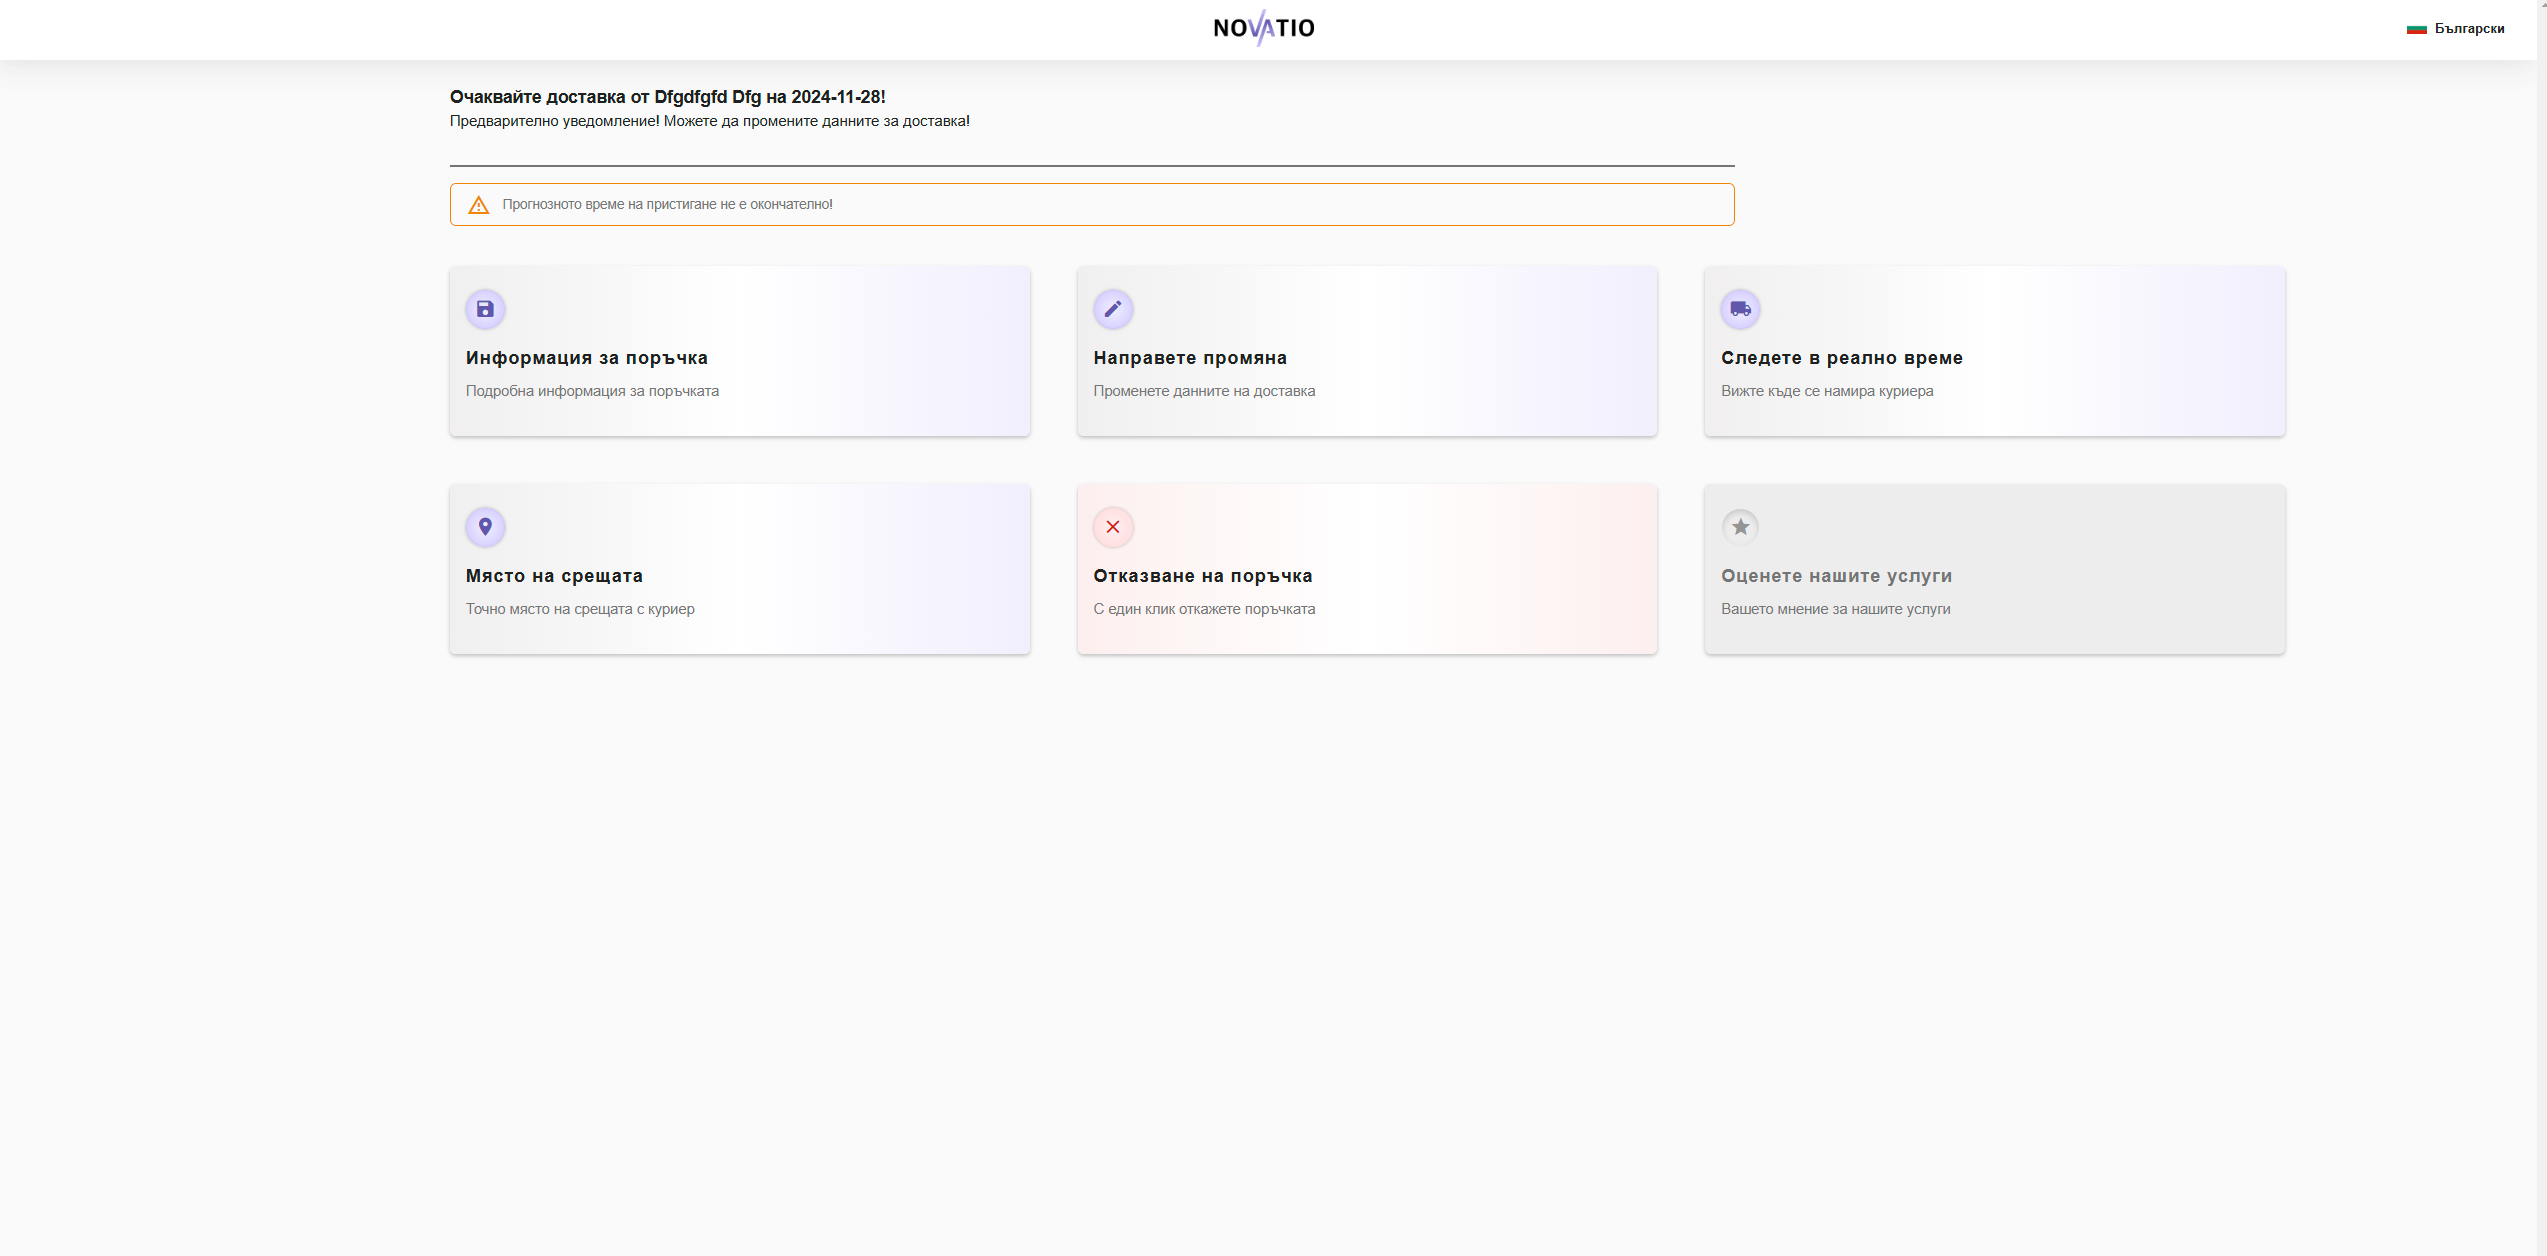 NOVATIO
Български
Очаквайте доставка от Dfgdfgfd Dfg на 2024-11-28!
Предварително уведомление! Можете да промените данните за доставка!
Прогнозното време на пристигане не е окончателно!
Информация за поръчка
Подробна информация за поръчката
Направете промяна
Променете данните на доставка
Следете в реално време
Вижте къде се намира куриера
Място на срещата
Точно място на срещата с куриер
Отказване на поръчка
С един клик откажете поръчката
Оценете нашите услуги
Вашето мнение за нашите услуги